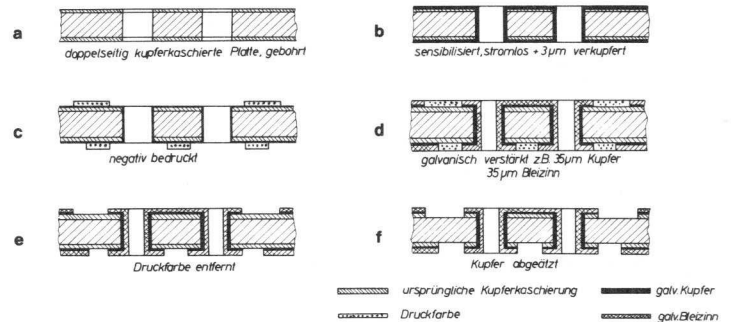 a
doppelseitig kupferkaschierte Platte, gebohrt
b
sensibilisiert, stromlos + 3µm verkupfert
c
negativ bedruckt
d
galvanisch verstärkt z.B. 35µm Kupfer
35µm Bleizinn
e
Druckfarbe entfernt
f
Kupfer abgeätzt
ursprüngliche Kupferkaschierung
galv. Kupfer
Druckfarbe
galv. Bleizinn